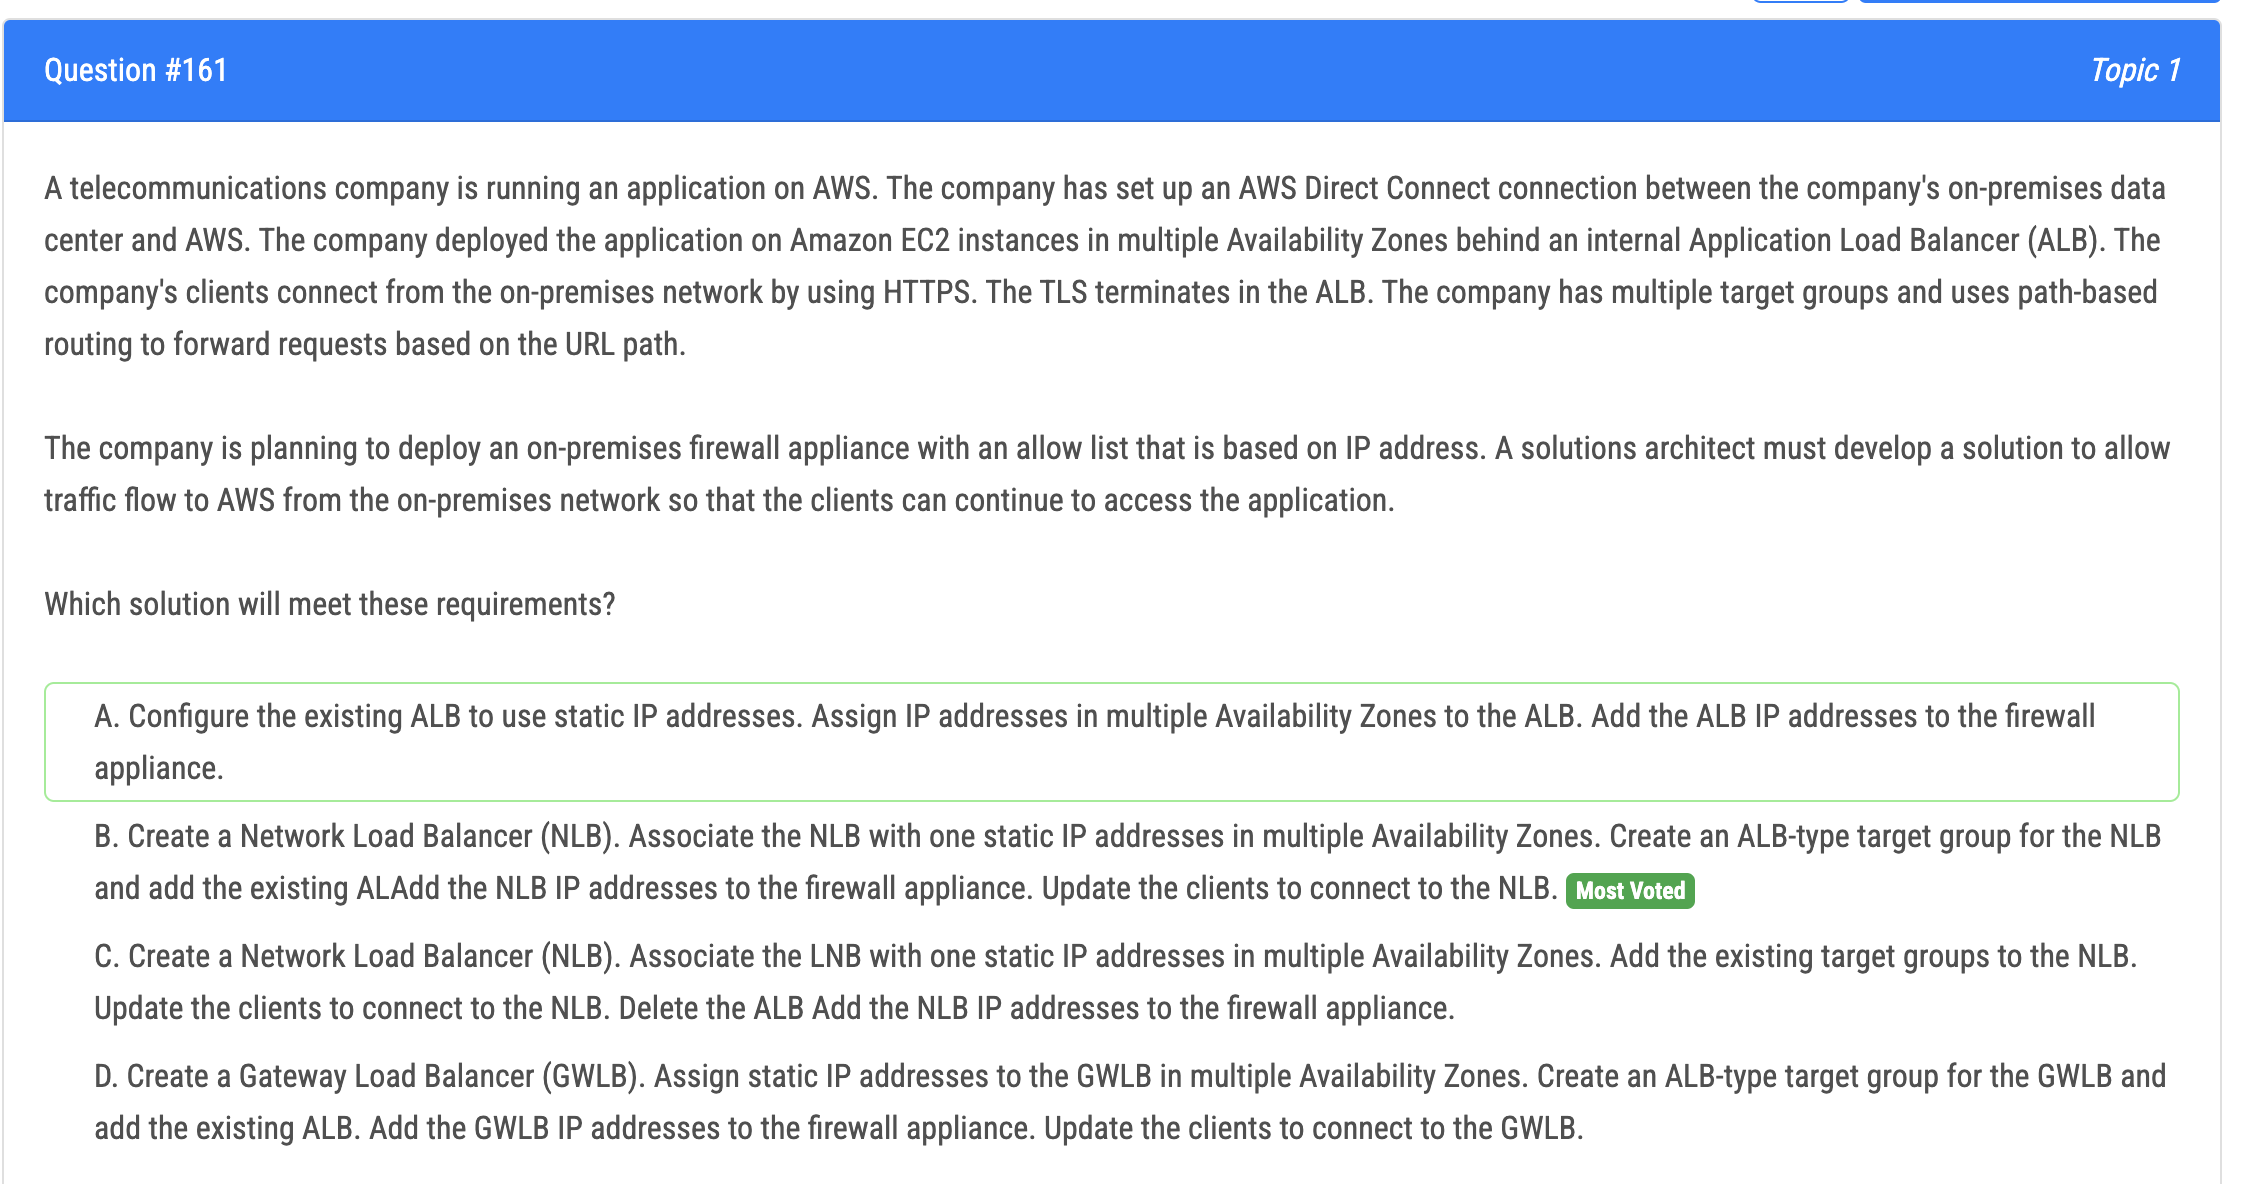 Question #161
Topic 1
A telecommunications company is running an application on AWS. The company has set up an AWS Direct Connect connection between the company's on-premises data
center and AWS. The company deployed the application on Amazon EC2 instances in multiple Availability Zones behind an internal Application Load Balancer (ALB). The
company's clients connect from the on-premises network by using HTTPS. The TLS terminates in the ALB. The company has multiple target groups and uses path-based
routing to forward requests based on the URL path.
The company is planning to deploy an on-premises firewall appliance with an allow list that is based on IP address. A solutions architect must develop a solution to allow
traffic flow to AWS from the on-premises network so that the clients can continue to access the application.
Which solution will meet these requirements?
A. Configure the existing ALB to use static IP addresses. Assign IP addresses in multiple Availability Zones to the ALB. Add the ALB IP addresses to the firewall
appliance.
B. Create a Network Load Balancer (NLB). Associate the NLB with one static IP addresses in multiple Availability Zones. Create an ALB-type target group for the NLB
and add the existing ALAdd the NLB IP addresses to the firewall appliance. Update the clients to connect to the NLB. Most Voted
C. Create a Network Load Balancer (NLB). Associate the LNB with one static IP addresses in multiple Availability Zones. Add the existing target groups to the NLB.
Update the clients to connect to the NLB. Delete the ALB Add the NLB IP addresses to the firewall appliance.
D. Create a Gateway Load Balancer (GWLB). Assign static IP addresses to the GWLB in multiple Availability Zones. Create an ALB-type target group for the GWLB and
add the existing ALB. Add the GWLB IP addresses to the firewall appliance. Update the clients to connect to the GWLB.